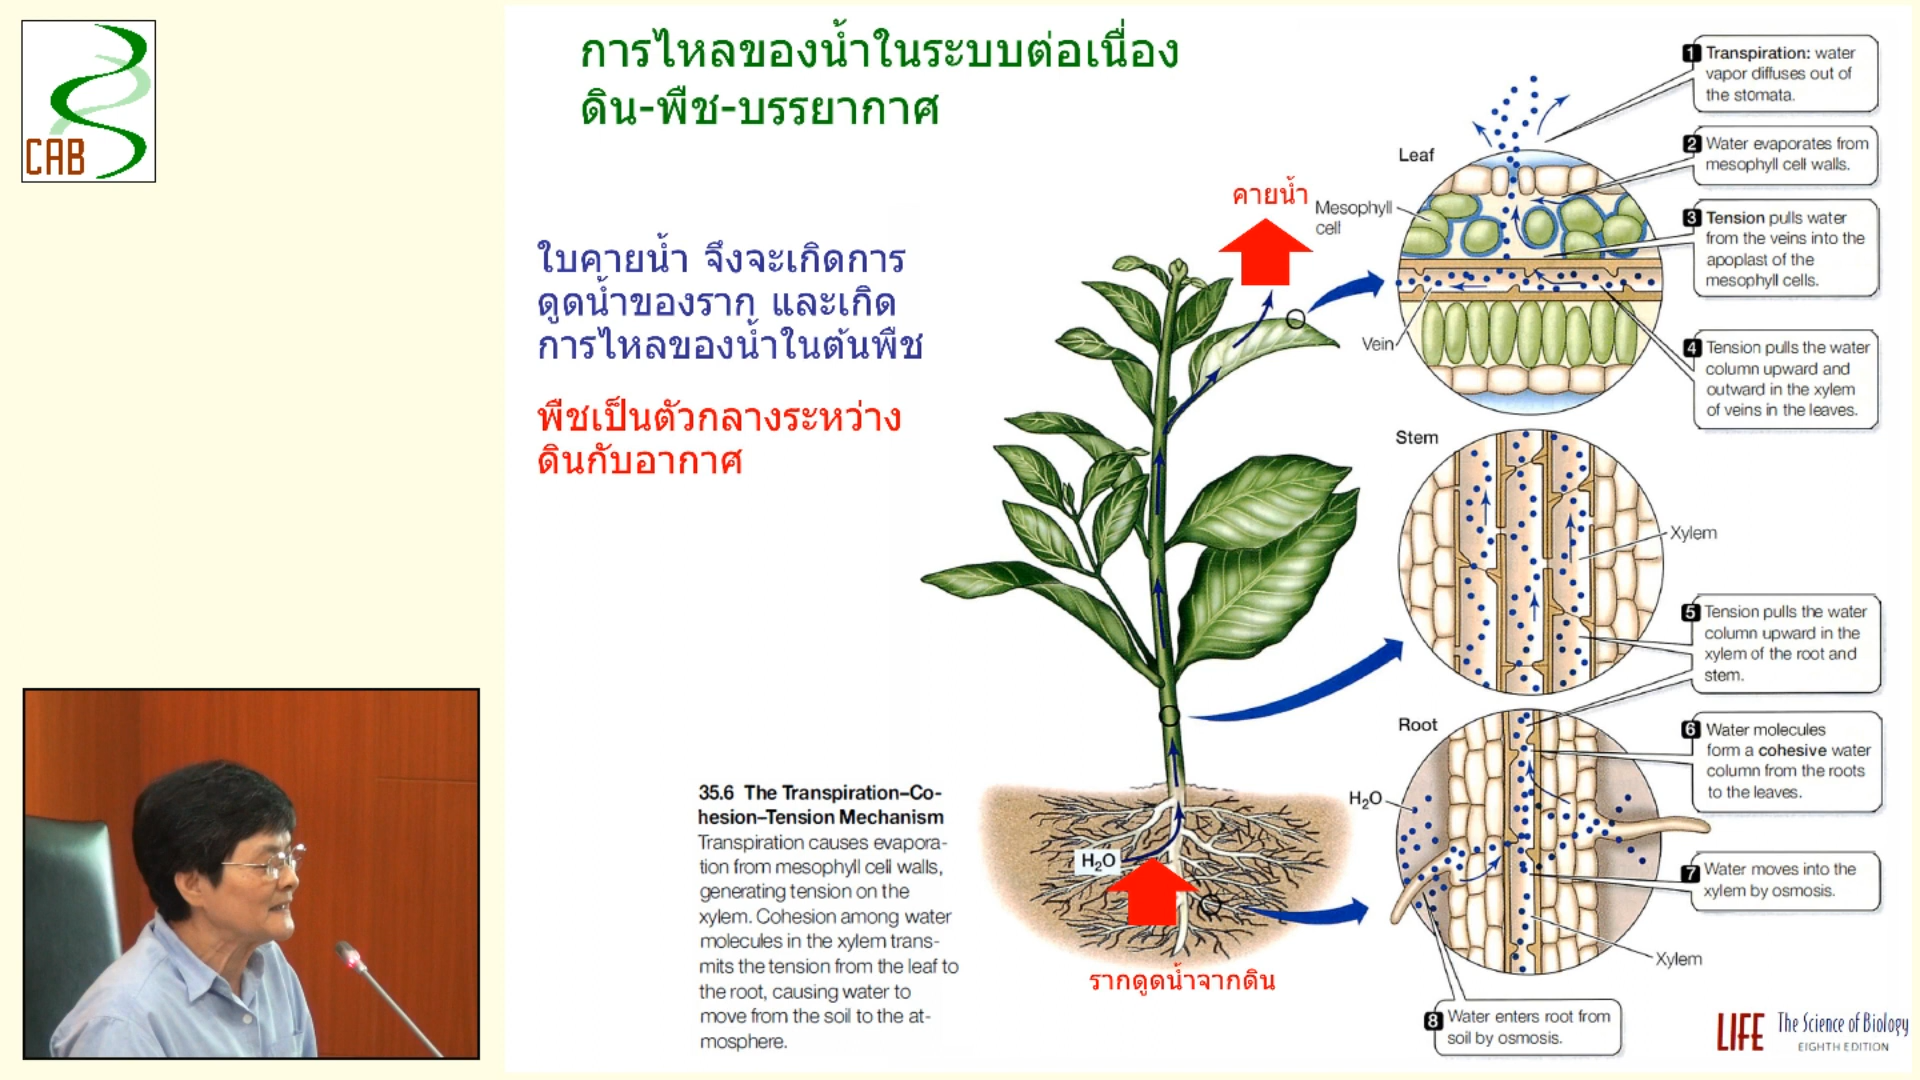 CAB
การไหลของน้ำในระบบต่อเนื่อง
ดิน-พืช-บรรยากาศ
ใบคายน้ำ จึงจะเกิดการ
ดูดน้ำของราก และเกิด
การไหลของน้ำในต้นพืช
พืชเป็นตัวกลางระหว่าง
ดินกับอากาศ
คายน้ำ
Leaf
Mesophyll
cell
Vein
1 Transpiration: water
vapor diffuses out of
the stomata.
2 Water evaporates from
mesophyll cell walls.
3 Tension pulls water
from the veins into the
apoplast of the
mesophyll cells.
4 Tension pulls the water
column upward and
outward in the xylem
of veins in the leaves.
Stem
Xylem
5 Tension pulls the water
column upward in the
xylem of the root and
stem.
Root
H₂O
6 Water molecules
form a cohesive water
column from the roots
to the leaves.
7 Water moves into the
xylem by osmosis.
Xylem
8 Water enters root from
soil by osmosis.
H₂O
รากดูดน้ำจากดิน
35.6 The Transpiration–Co-
hesion–Tension Mechanism
Transpiration causes evapora-
tion from mesophyll cell walls,
generating tension on the
xylem. Cohesion among water
molecules in the xylem trans-
mits the tension from the leaf to
the root, causing water to
move from the soil to the at-
mosphere.
LIFE The Science of Biology
EIGHTH EDITION